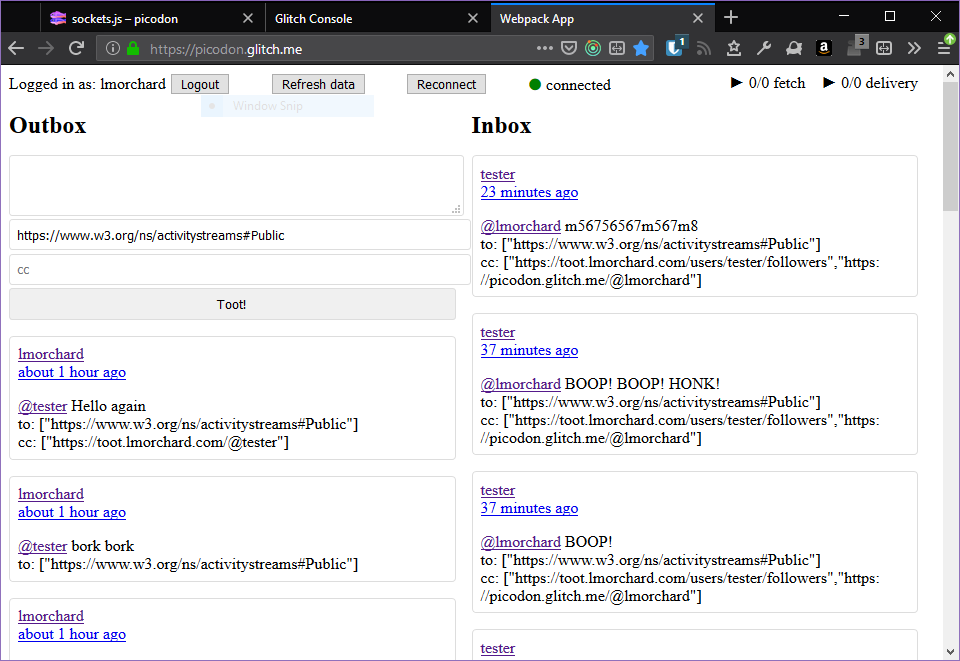 sockets.js – picodon
Glitch Console
Webpack App
https://picodon.glitch.me
1
a
3
Logged in as: lmorchard Logout Refresh data Reconnect connected 0/0 fetch 0/0 delivery
Window Snip
Outbox
https://www.w3.org/ns/activitystreams#Public
cc
Toot!
lmorchard
about 1 hour ago
@tester Hello again
to: ["https://www.w3.org/ns/activitystreams#Public"]
cc: ["https://toot.lmorchard.com/@tester"]
lmorchard
about 1 hour ago
@tester bork bork
to: ["https://www.w3.org/ns/activitystreams#Public"]
lmorchard
about 1 hour ago
Inbox
tester
23 minutes ago
@lmorchard m56756567m567m8
to: ["https://www.w3.org/ns/activitystreams#Public"]
cc: ["https://toot.lmorchard.com/users/tester/followers","https:
//picodon.glitch.me/@lmorchard"]
tester
37 minutes ago
@lmorchard BOOP! BOOP! HONK!
to: ["https://www.w3.org/ns/activitystreams#Public"]
cc: ["https://toot.lmorchard.com/users/tester/followers","https:
//picodon.glitch.me/@lmorchard"]
tester
37 minutes ago
@lmorchard BOOP!
to: ["https://www.w3.org/ns/activitystreams#Public"]
cc: ["https://toot.lmorchard.com/users/tester/followers","https:
//picodon.glitch.me/@lmorchard"]
tester